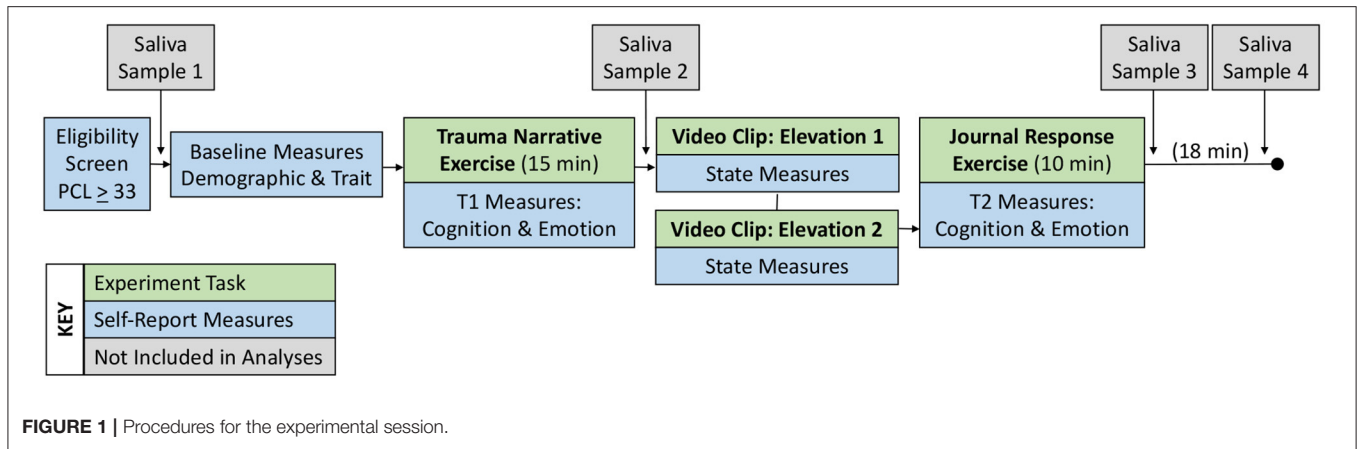 Saliva
Sample 1
Saliva
Sample 2
Saliva
Sample 3
Saliva
Sample 4
Eligibility
Screen
PCL ≥ 33
Baseline Measures
Demographic & Trait
Trauma Narrative
Exercise (15 min)
T1 Measures:
Cognition & Emotion
Video Clip: Elevation 1
State Measures
Video Clip: Elevation 2
State Measures
Journal Response
Exercise (10 min)
T2 Measures:
Cognition & Emotion
(18 min)
KEY
Experiment Task
Self-Report Measures
Not Included in Analyses
FIGURE 1 | Procedures for the experimental session.